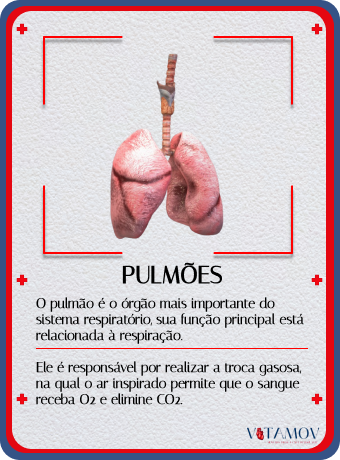 PULMÕES
O pulmão é o órgão mais importante do
sistema respiratório, sua função principal está
relacionada à respiração.
Ele é responsável por realizar a troca gasosa,
na qual o ar inspirado permite que o sangue
receba O2 e elimine CO2.
VITAMOV